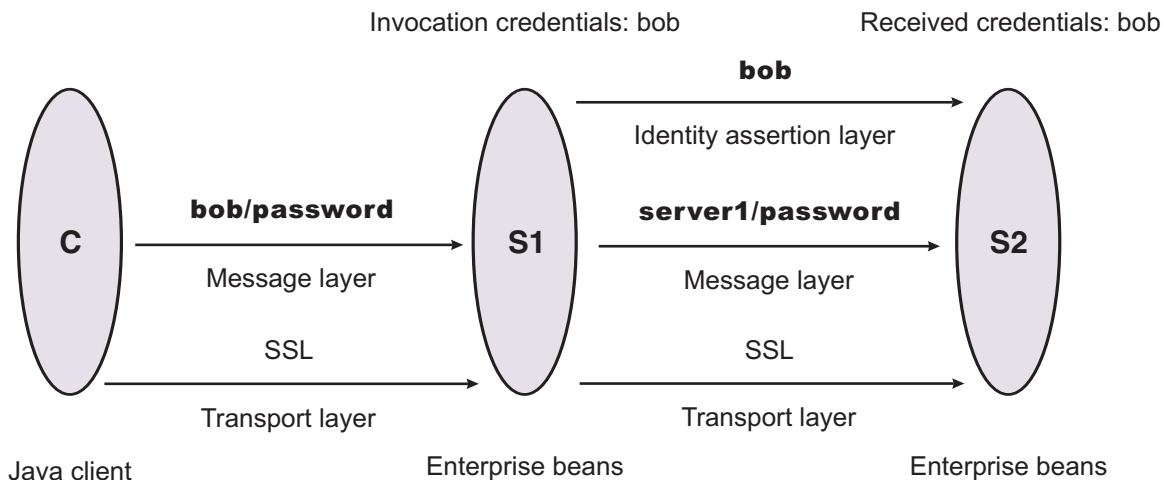 Invocation credentials: bob
Received credentials: bob
bob
Identity assertion layer
C
bob/password
Message layer
S1
server1/password
Message layer
S2
SSL
Transport layer
SSL
Transport layer
Java client
Enterprise beans
Enterprise beans